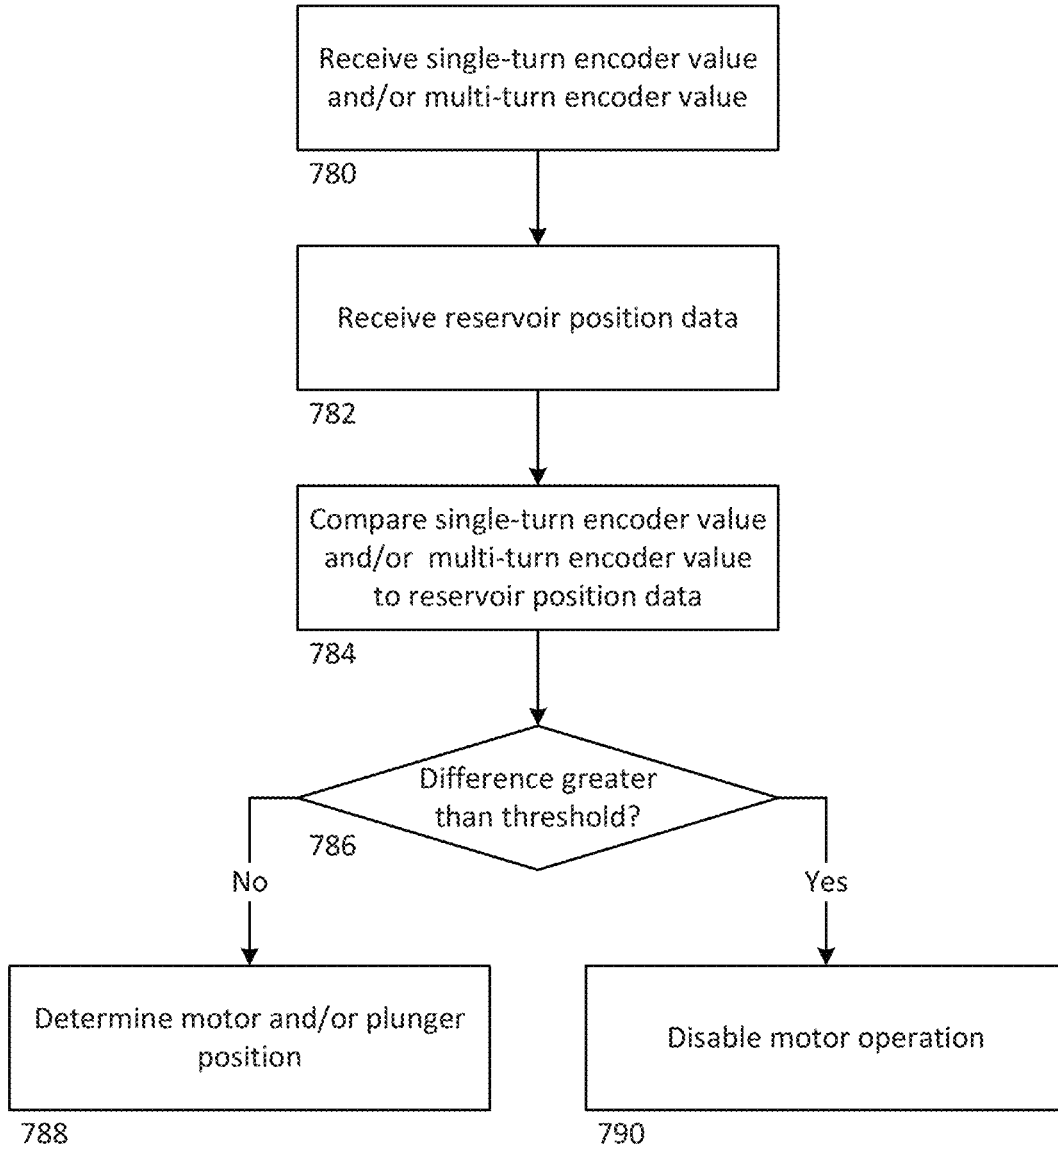 Receive single-turn encoder value
and/or multi-turn encoder value
780
Receive reservoir position data
782
Compare single-turn encoder value
and/or multi-turn encoder value
to reservoir position data
784
Difference greater
than threshold?
786
No
Yes
Determine motor and/or plunger
position
788
Disable motor operation
790